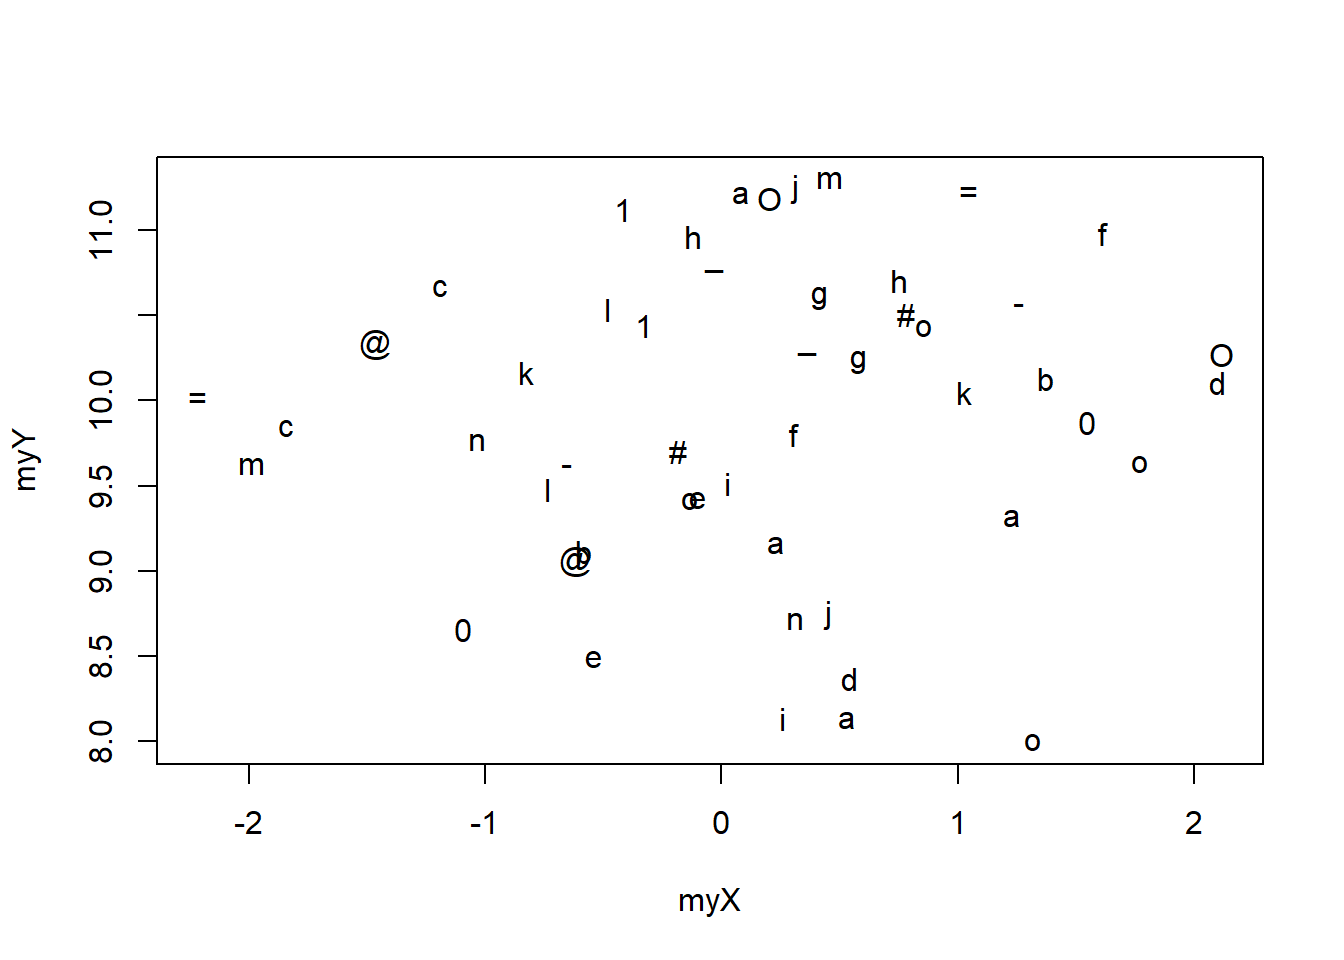 m
a O j =
1
f
h
–
h
c g -
l # o
1
@ – g O
k b d
k
= 0
c f
n
m - # o
l i
o e
a
a
b
@
n j
0
e
d
i a
o
11.0
10.0
9.5
9.0
8.5
8.0
-2 -1 0 1 2
myY
myX